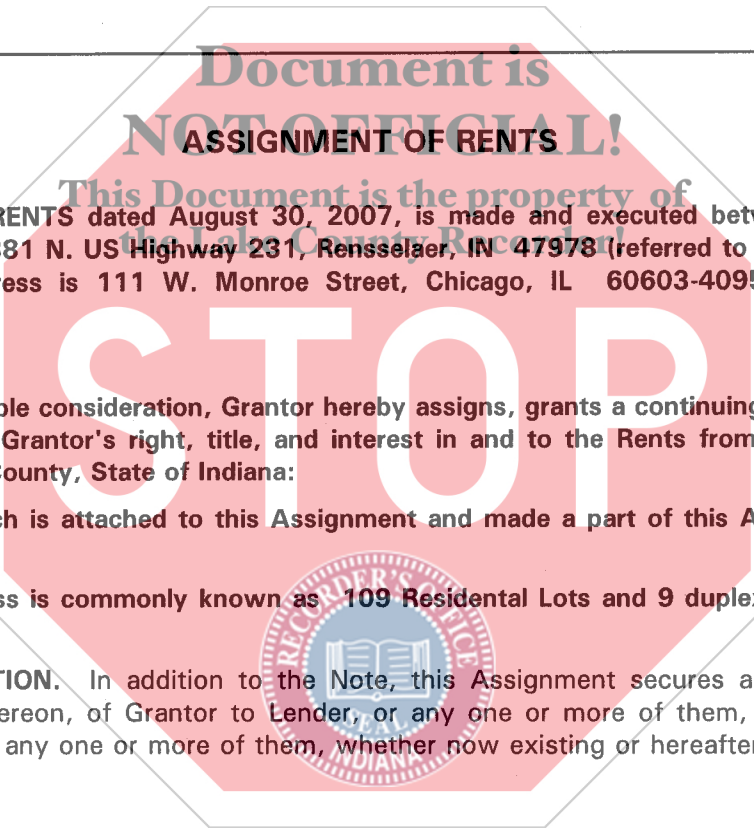 Document is
NOT OFFICIAL!
ASSIGNMENT OF RENTS
This Document is the property of
the Lake County Recorder!
RENTS dated August 30, 2007, is made and executed betw
81 N. US Highway 231, Rensselaer, IN 47978 (referred to
ess is 111 W. Monroe Street, Chicago, IL 60603-4095
STOP
ble consideration, Grantor hereby assigns, grants a continuing
Grantor's right, title, and interest in and to the Rents from
County, State of Indiana:
ch is attached to this Assignment and made a part of this A
ss is commonly known as 109 Residental Lots and 9 duplex
TION. In addition to the Note, this Assignment secures a
ereon, of Grantor to Lender, or any one or more of them,
any one or more of them, whether now existing or hereafter
RECORDER'S OFFICE
SEAL
INDIANA